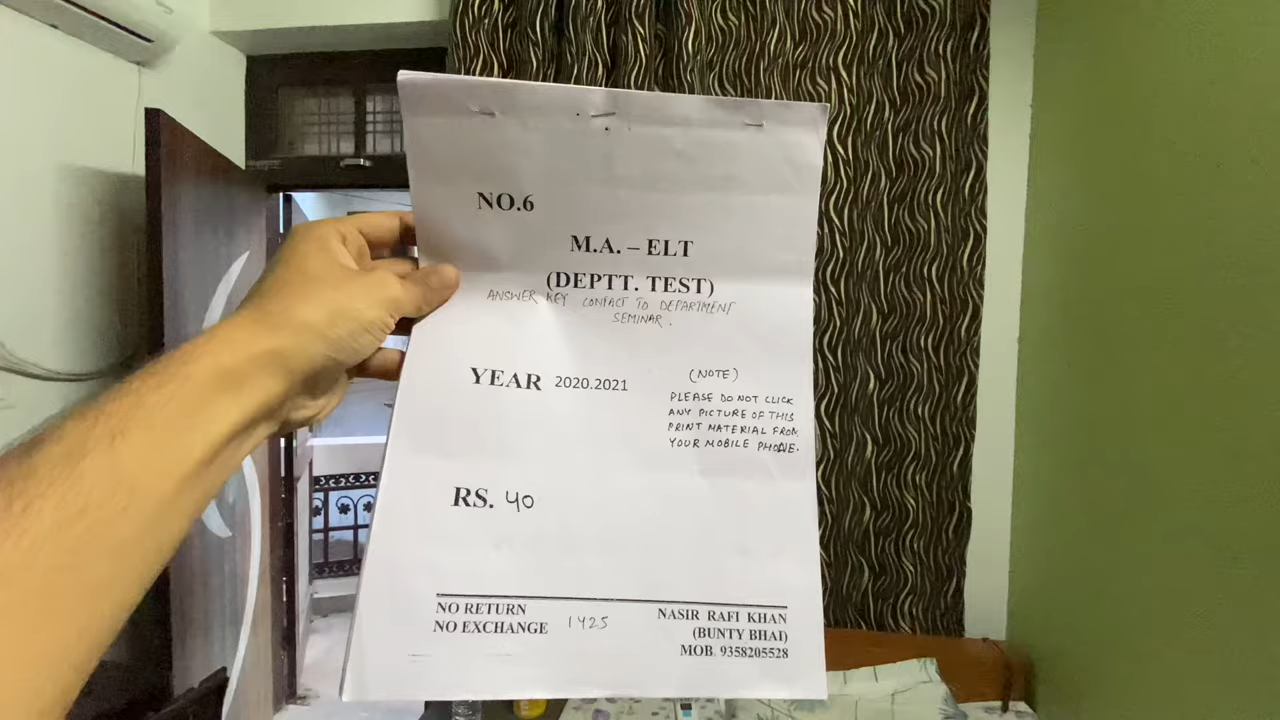 NO.6
M.A. – ELT
(DEPTT. TEST)
ANSWER KEY CONTACT TO DEPARTMENT
SEMINAR.
YEAR 2020.2021
(NOTE)
PLEASE DO NOT CLICK
ANY PICTURE OF THIS
PRINT MATERIAL FROM
YOUR MOBILE PHONE.
RS. 40
NO RETURN
NO EXCHANGE
1425
NASIR RAFI KHAN
(BUNTY BHAI)
MOB. 9358205528